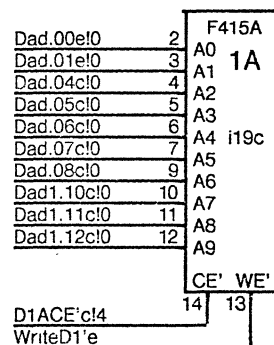 F415A
1A
Dad.00e!0 2 A0
Dad.01e!0 3 A1
Dad.04c!0 4 A2
Dad.05c!0 5 A3
Dad.06c!0 6 A4 i19c
Dad.07c!0 7 A5
Dad.08c!0 9 A6
Dad1.10c!0 10 A7
Dad1.11c!0 11 A8
Dad1.12c!0 12 A9
CE' WE'
14 13
D1ACE'c!4
WriteD1'e